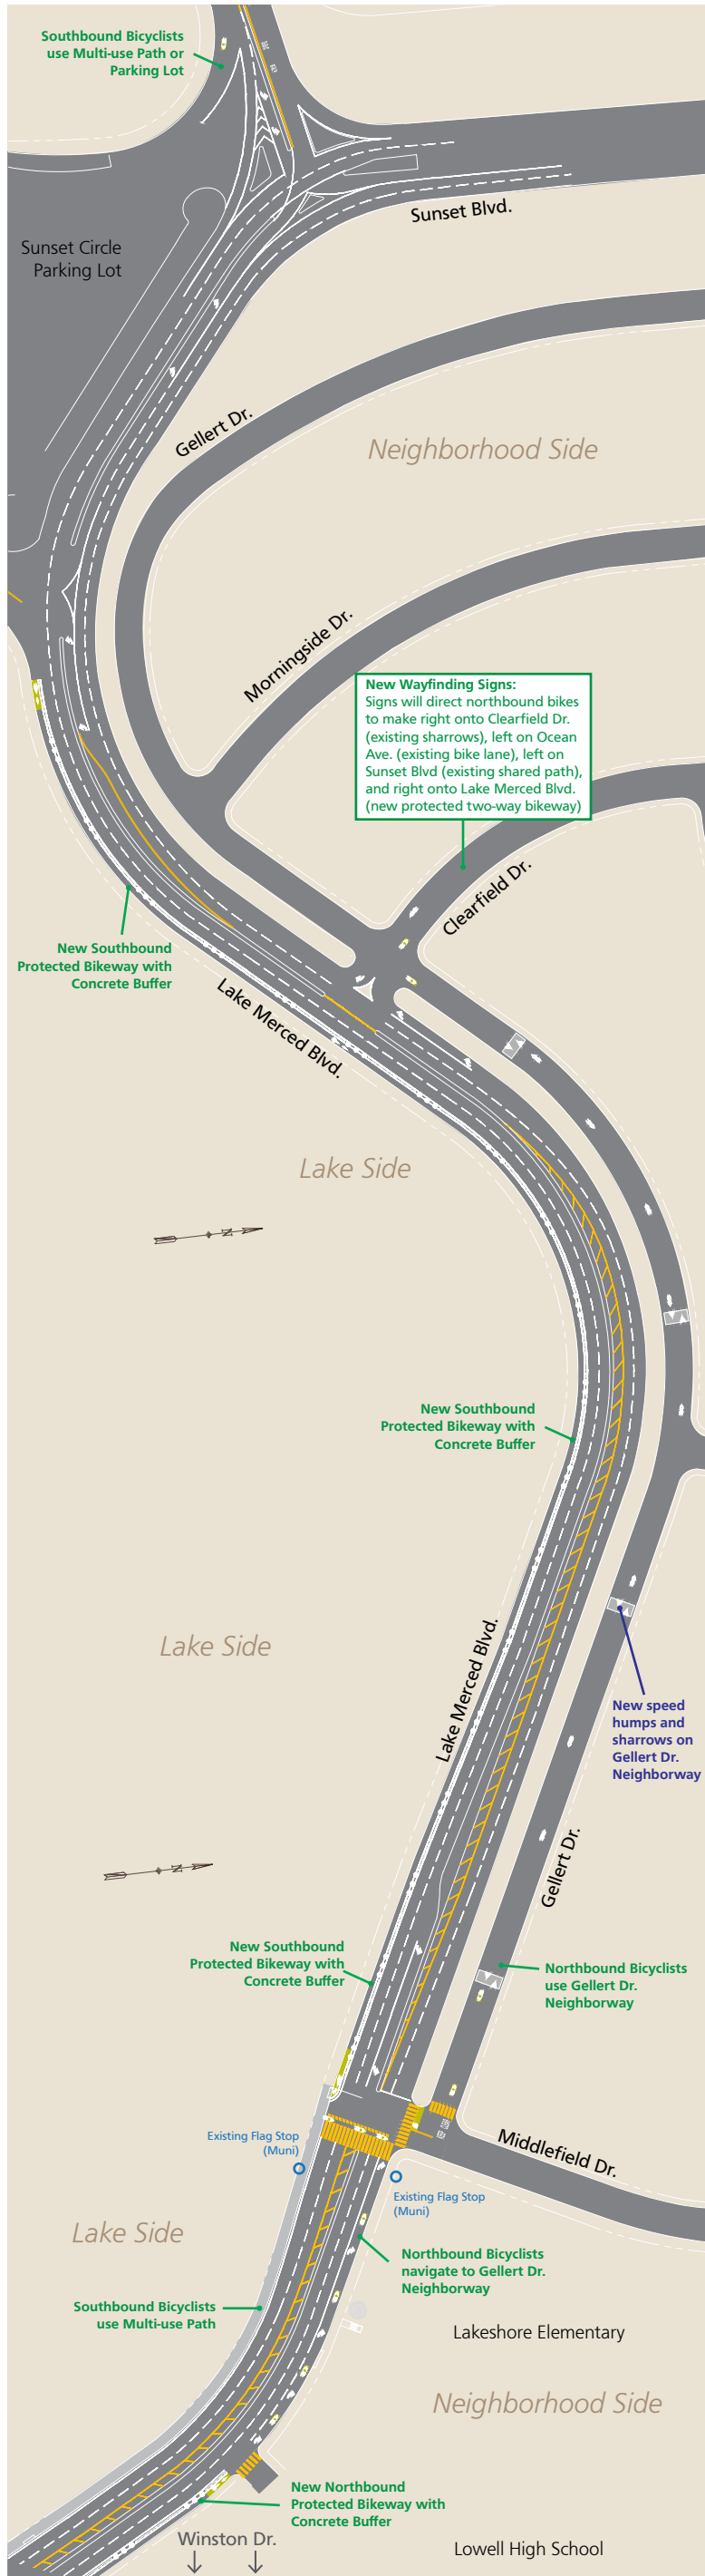 Southbound Bicyclists
use Multi-use Path or
Parking Lot
Sunset Blvd.
Sunset Circle
Parking Lot
Gellert Dr.
Neighborhood Side
Morningside Dr.
New Wayfinding Signs:
Signs will direct northbound bikes
to make right onto Clearfield Dr.
(existing sharrows), left on Ocean
Ave. (existing bike lane), left on
Sunset Blvd (existing shared path),
and right onto Lake Merced Blvd.
(new protected two-way bikeway)
Clearfield Dr.
New Southbound
Protected Bikeway with
Concrete Buffer
Lake Merced Blvd.
Lake Side
N
New Southbound
Protected Bikeway with
Concrete Buffer
Lake Side
Lake Merced Blvd.
New speed
humps and
sharrows on
Gellert Dr.
Neighborway
Gellert Dr.
N
New Southbound
Protected Bikeway with
Concrete Buffer
Northbound Bicyclists
use Gellert Dr.
Neighborway
Existing Flag Stop
(Muni)
Middlefield Dr.
Existing Flag Stop
(Muni)
Lake Side
Northbound Bicyclists
navigate to Gellert Dr.
Neighborway
Southbound Bicyclists
use Multi-use Path
Lakeshore Elementary
Neighborhood Side
New Northbound
Protected Bikeway with
Concrete Buffer
Winston Dr.
Lowell High School